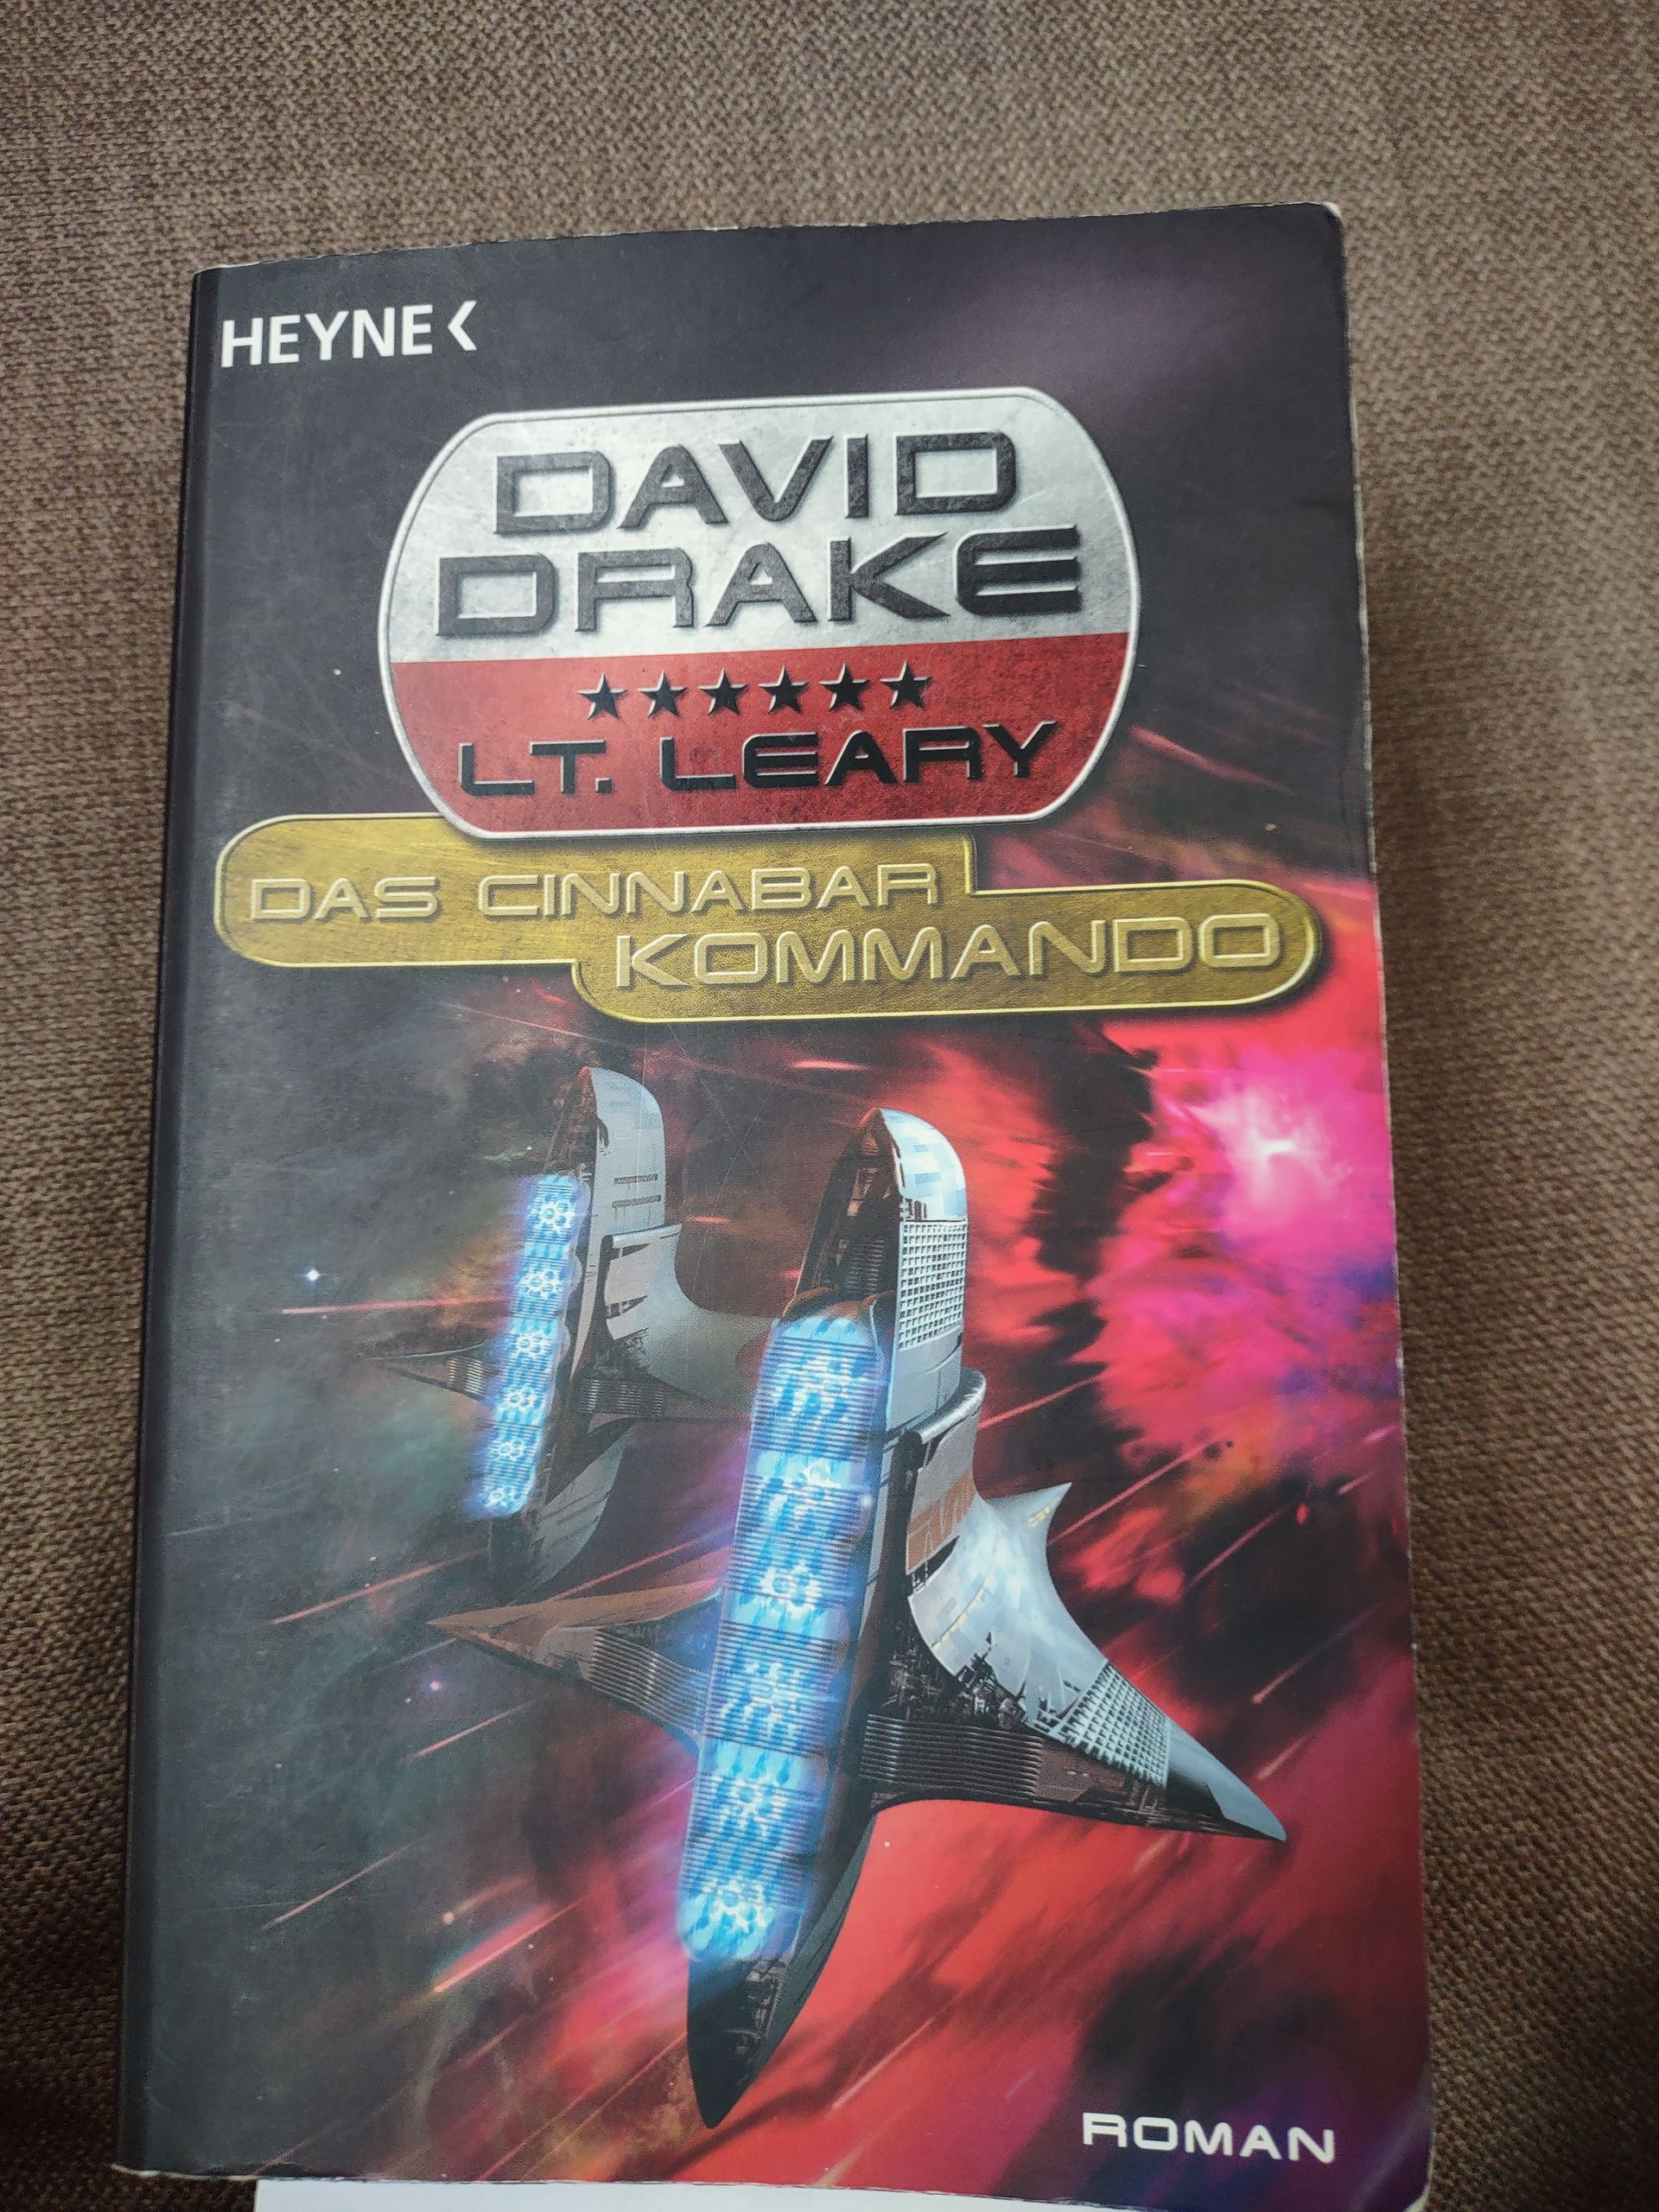 HEYNE <
DAVID
DRAKE
LT. LEARY
DAS CINNABAR
KOMMANDO
ROMAN